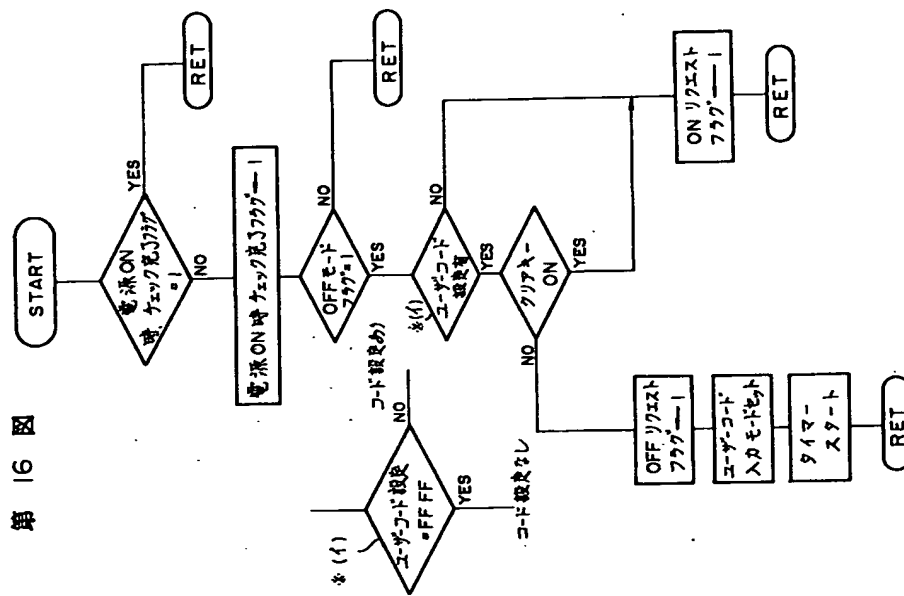 第 16 図
START
電源ON
時、チェック完了フラグ
=1
YES
RET
NO
電源ON時チェック完了フラグ←1
OFFモード
フラグ=1
NO
RET
YES
※(イ)
ユーザーコード
設定有
NO
YES
クリアキー
ON
NO
YES
ON リクエスト
フラグ←1
RET
OFF リクエスト
フラグ←1
ユーザーコード
入力モードセット
タイマー
スタート
RET
※(イ)
ユーザーコード設定
=FFFF
NO
コード設定あり
YES
コード設定なし